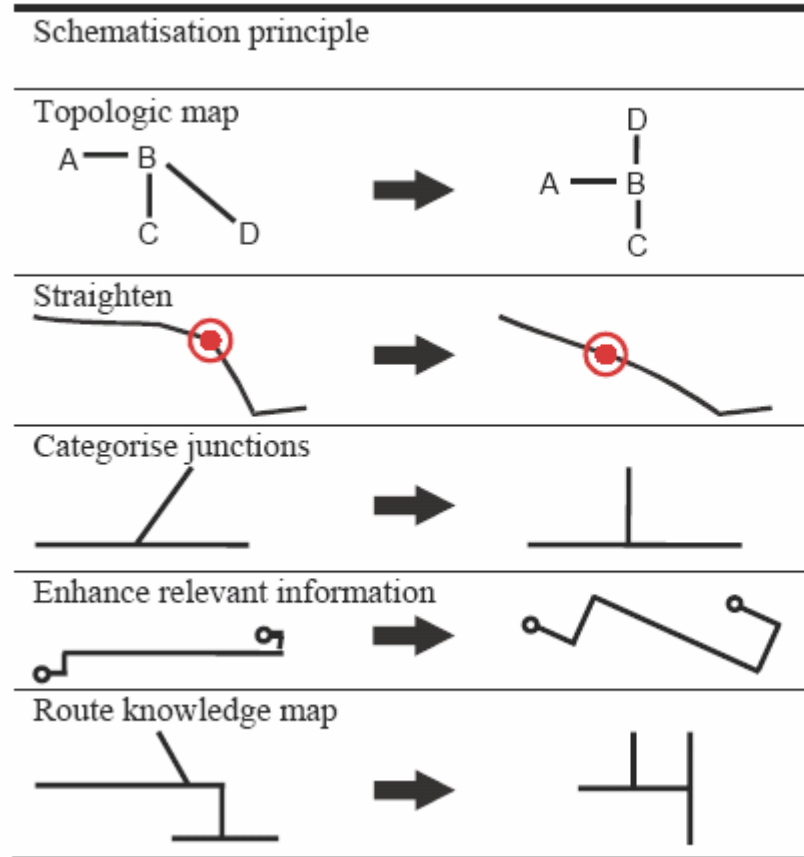 Schematisation principle
Topologic map
D
A B
A B
C D
C
Straighten
Categorise junctions
Enhance relevant information
Route knowledge map